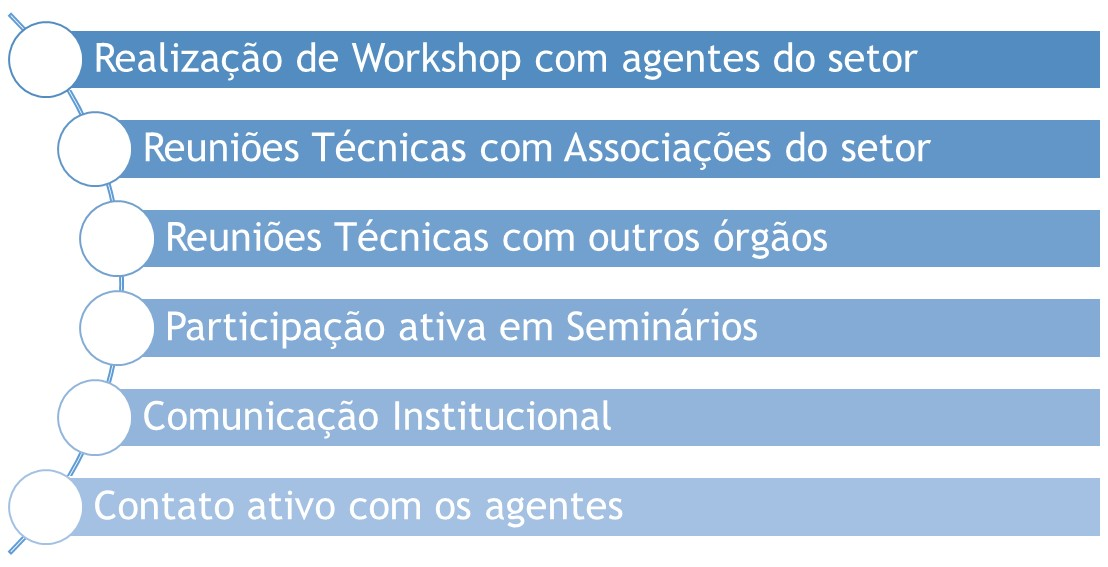 Realização de Workshop com agentes do setor
Reuniões Técnicas com Associações do setor
Reuniões Técnicas com outros órgãos
Participação ativa em Seminários
Comunicação Institucional
Contato ativo com os agentes